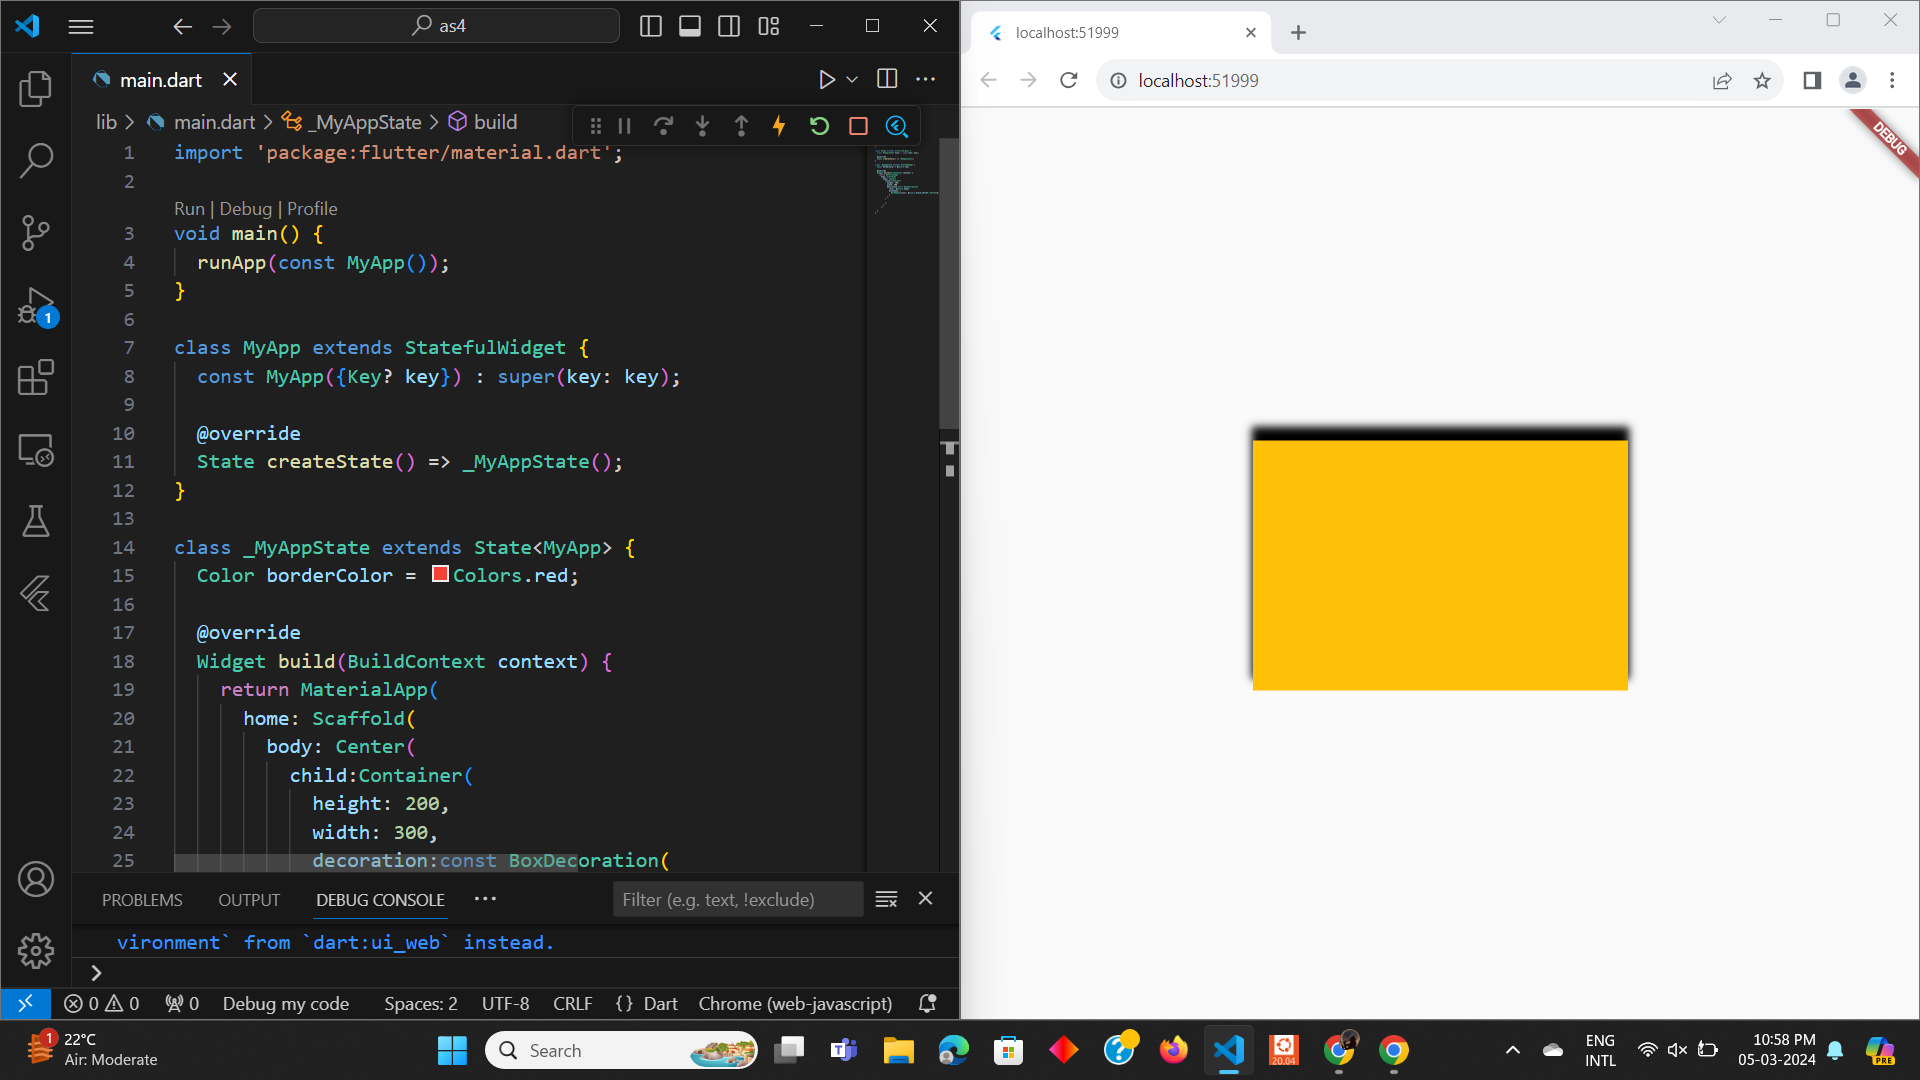 as4
main.dart
lib > main.dart > _MyAppState > build
1 import 'package:flutter/material.dart';
2
Run | Debug | Profile
3 void main() {
4 runApp(const MyApp());
5 }
6
7 class MyApp extends StatefulWidget {
8 const MyApp({Key? key}) : super(key: key);
9
10 @override
11 State createState() => _MyAppState();
12 }
13
14 class _MyAppState extends State<MyApp> {
15 Color borderColor = Colors.red;
16
17 @override
18 Widget build(BuildContext context) {
19 return MaterialApp(
20 home: Scaffold(
21 body: Center(
22 child:Container(
23 height: 200,
24 width: 300,
25 decoration:const BoxDecoration(
1
PROBLEMS OUTPUT DEBUG CONSOLE ···
Filter (e.g. text, !exclude)
vironment` from `dart:ui_web` instead.
>
0 0 0 Debug my code Spaces: 2 UTF-8 CRLF {} Dart Chrome (web-javascript)
localhost:51999
localhost:51999
DEBUG
1
22°C
Air: Moderate
Search
20.04
ENG
INTL
10:58 PM
05-03-2024
PRE